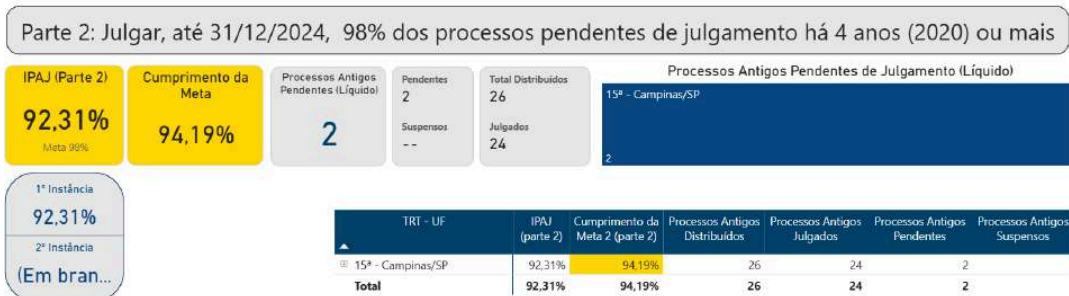 Parte 2: Julgar, até 31/12/2024, 98% dos processos pendentes de julgamento há 4 anos (2020) ou mais
IPAJ (Parte 2)
92,31%
Meta 98%
Cumprimento da
Meta
94,19%
Processos Antigos
Pendentes (Líquido)
2
Pendentes
2
Suspensos
--
Total Distribuídos
26
Julgados
24
Processos Antigos Pendentes de Julgamento (Líquido)
15ª - Campinas/SP
2
1ª Instância
92,31%
2ª Instância
(Em bran...
TRT - UF IPAJ (parte 2) Cumprimento da Meta 2 (parte 2) Processos Antigos Distribuídos Processos Antigos Julgados Processos Antigos Pendentes Processos Antigos Suspensos
15ª - Campinas/SP 92,31% 94,19% 26 24 2
Total 92,31% 94,19% 26 24 2